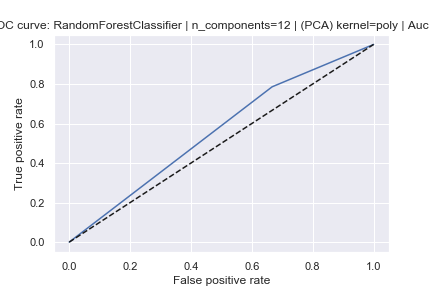 OC curve: RandomForestClassifier | n_components=12 | (PCA) kernel=poly | Auc
1.0
0.8
0.6
0.4
0.2
0.0
True positive rate
0.0 0.2 0.4 0.6 0.8 1.0
False positive rate